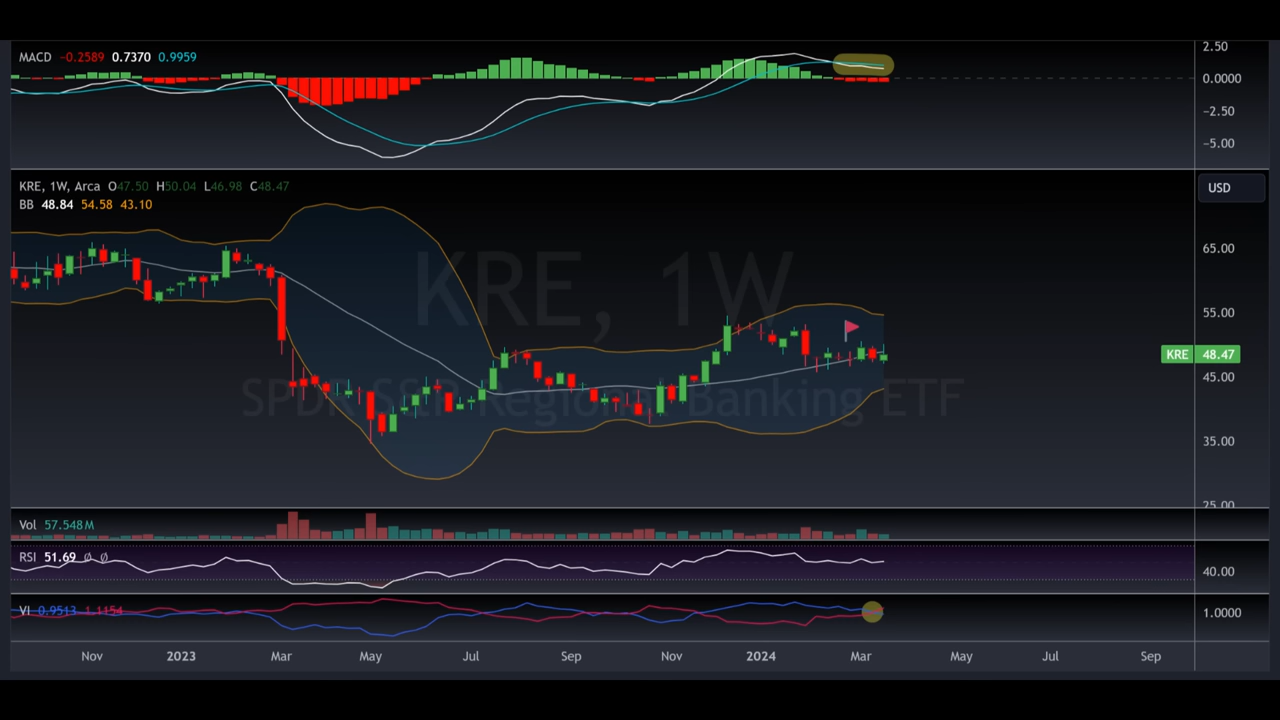 MACD -0.2589 0.7370 0.9959
2.50
0.0000
-2.50
-5.00
KRE, 1W, Arca O47.50 H50.04 L46.98 C48.47
USD
BB 48.84 54.58 43.10
65.00
KRE, 1W
55.00
KRE 48.47
45.00
SPDR S&P Regional Banking ETF
35.00
25.00
Vol 57.548M
RSI 51.69 Ø Ø
40.00
VI 0.9513 1.1154
1.0000
Nov 2023 Mar May Jul Sep Nov 2024 Mar May Jul Sep